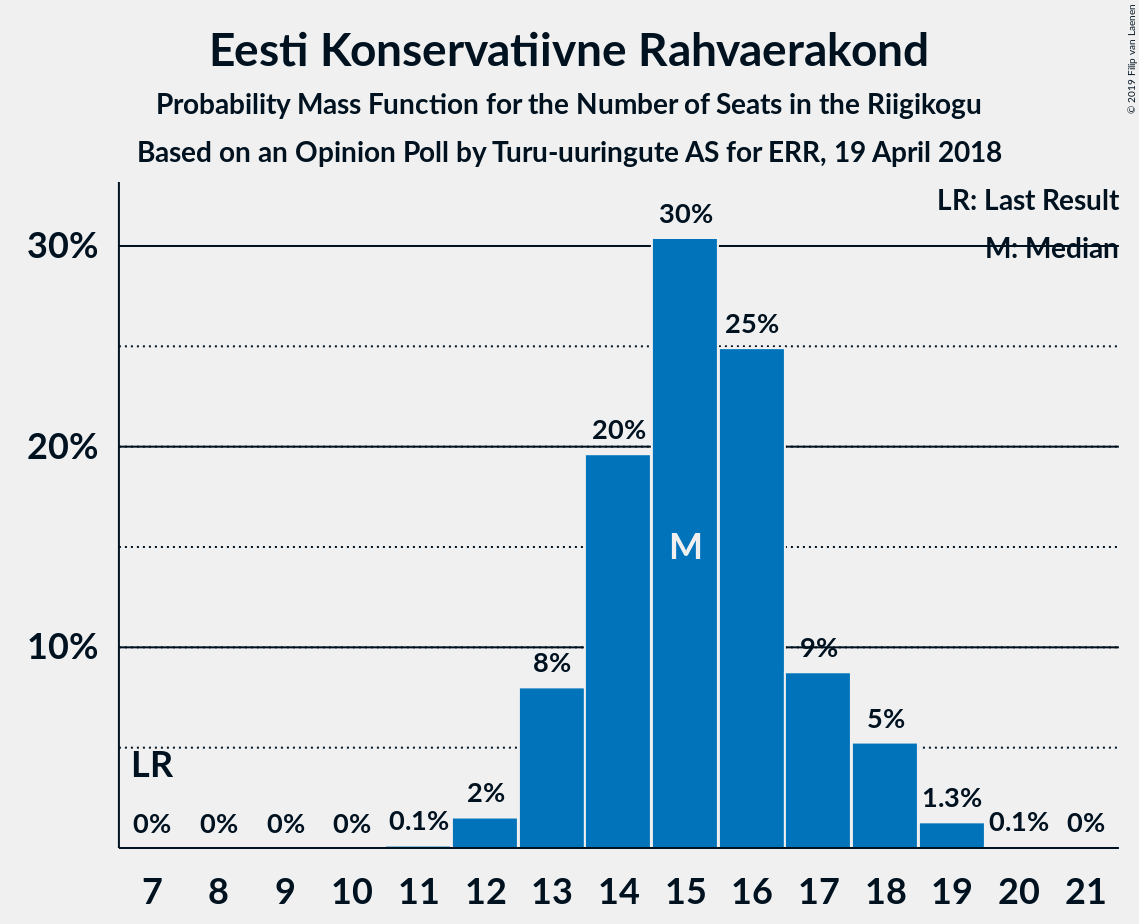 Eesti Konservatiivne Rahvaerakond
Probability Mass Function for the Number of Seats in the Riigikogu
Based on an Opinion Poll by Turu-uuringute AS for ERR, 19 April 2018
© 2019 Filip van Laenen
LR: Last Result
M: Median
30%
20%
10%
LR
0%
0%
0%
0%
0.1%
2%
8%
20%
30%
M
25%
9%
5%
1.3%
0.1%
0%
7 8 9 10 11 12 13 14 15 16 17 18 19 20 21